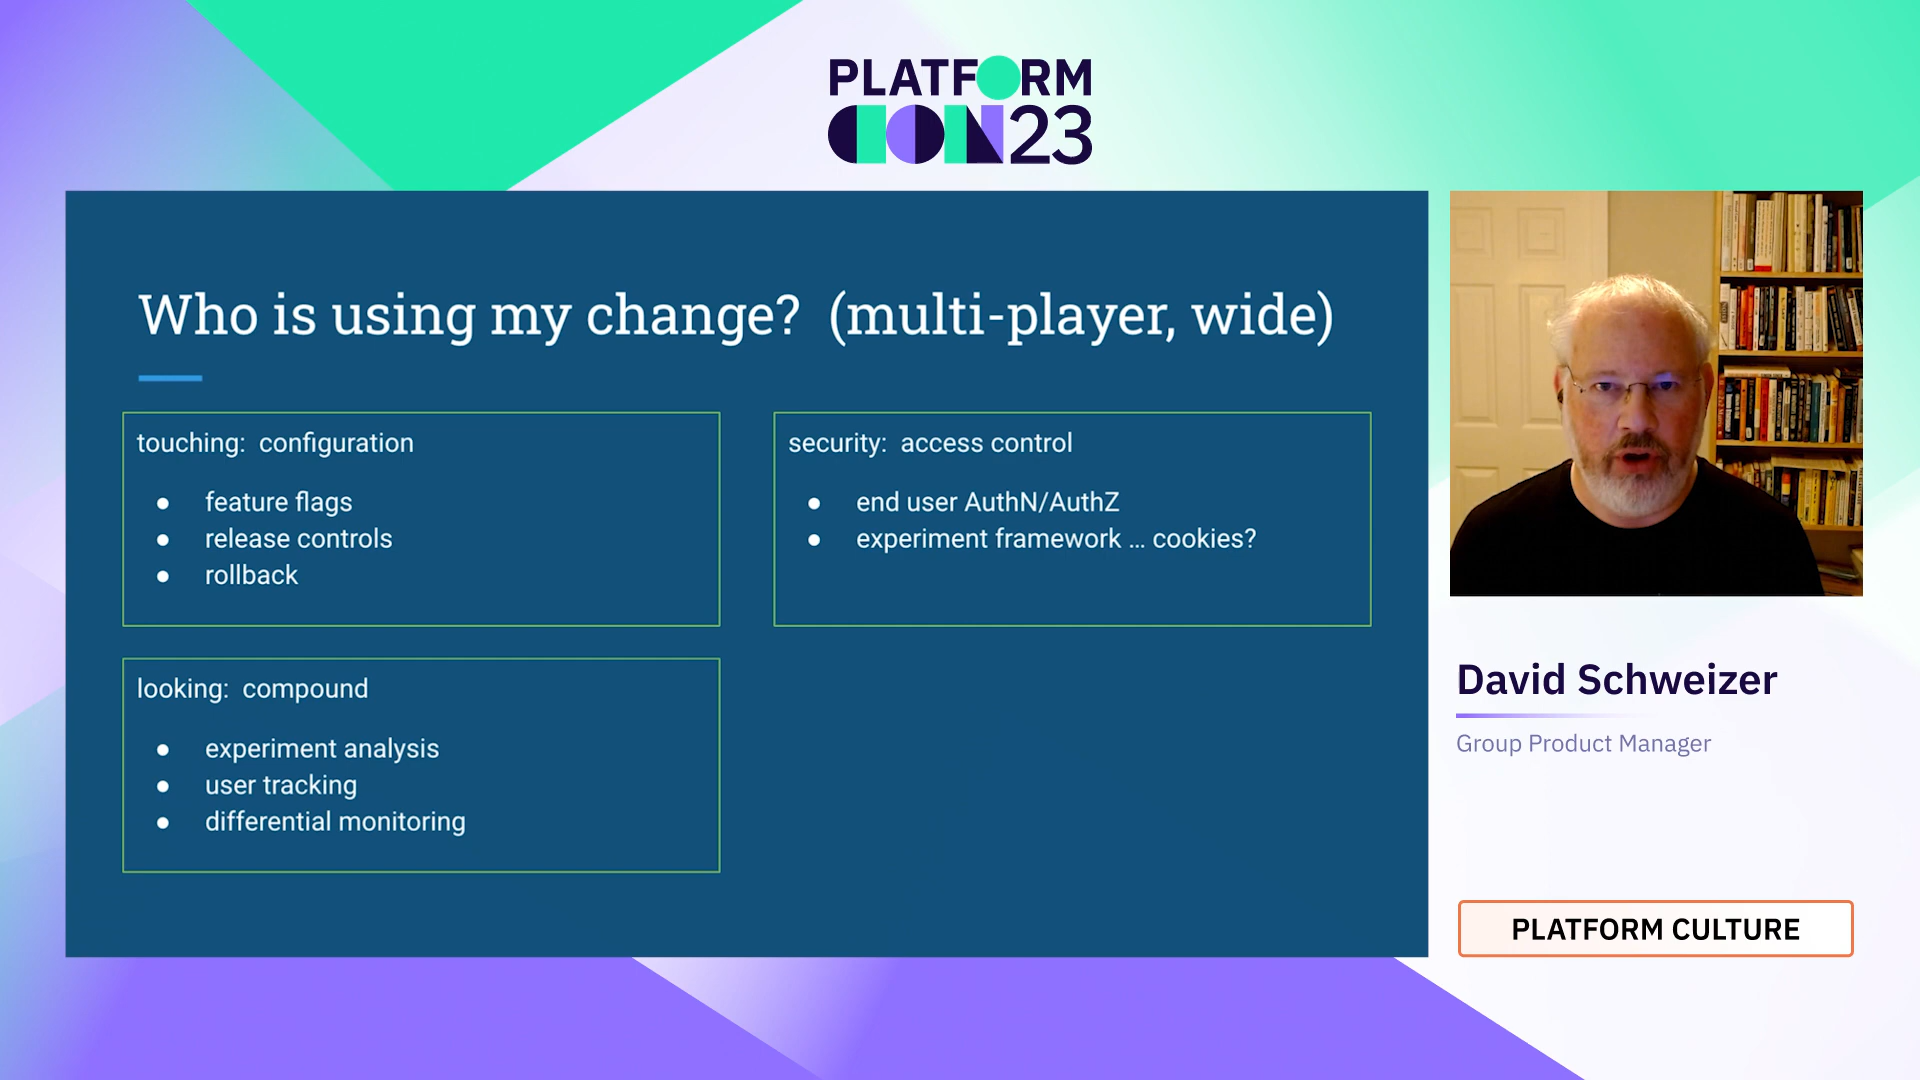 PLATFORM
CON23
Who is using my change? (multi-player, wide)
touching: configuration
● feature flags
● release controls
● rollback
security: access control
● end user AuthN/AuthZ
● experiment framework ... cookies?
looking: compound
● experiment analysis
● user tracking
● differential monitoring
David Schweizer
Group Product Manager
PLATFORM CULTURE